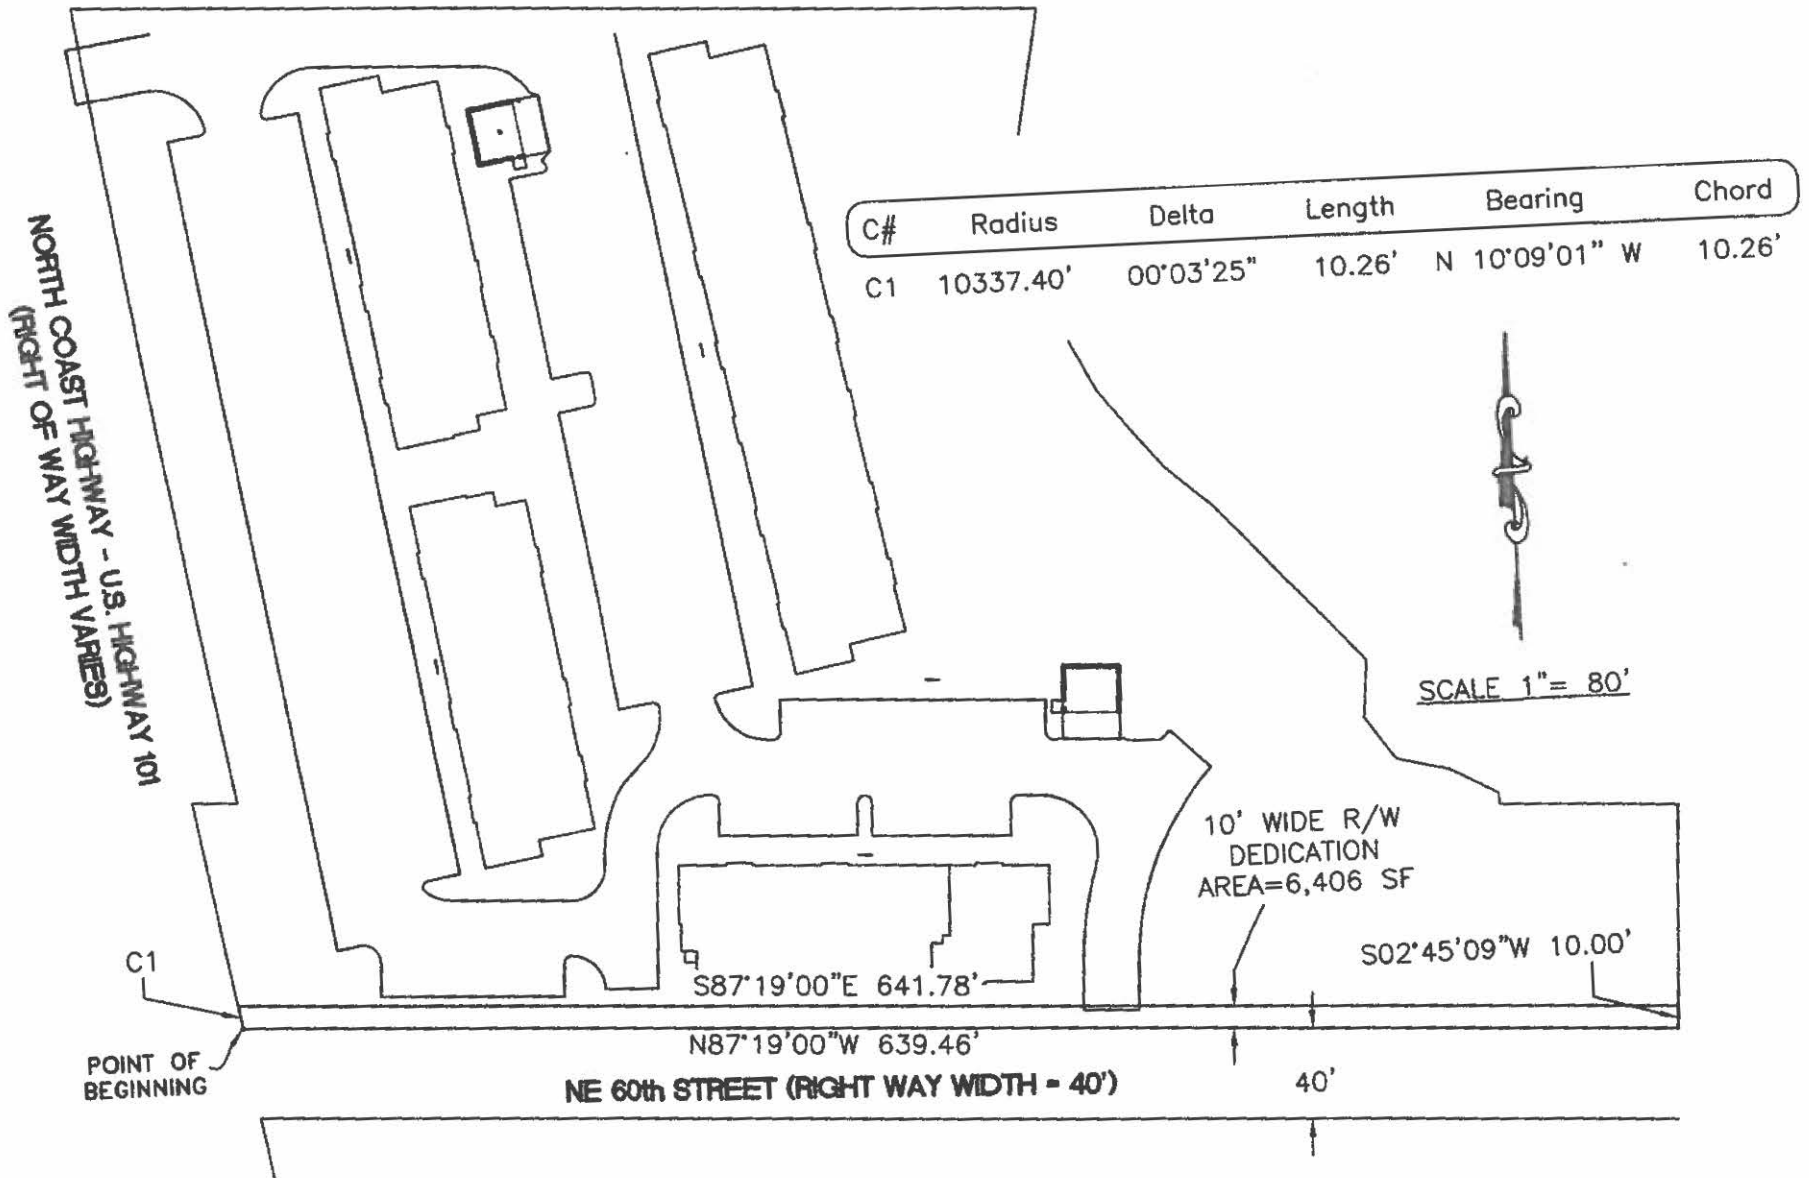 C# Radius Delta Length Bearing Chord
C1 10337.40' 00°03'25" 10.26' N 10°09'01" W 10.26'
NORTH COAST HIGHWAY - U.S. HIGHWAY 101
(RIGHT OF WAY WIDTH VARIES)
SCALE 1"= 80'
10' WIDE R/W
DEDICATION
AREA=6,406 SF
S02°45'09"W 10.00'
C1
S87°19'00"E 641.78'
N87°19'00"W 639.46'
POINT OF
BEGINNING
NE 60th STREET (RIGHT WAY WIDTH = 40')
40'